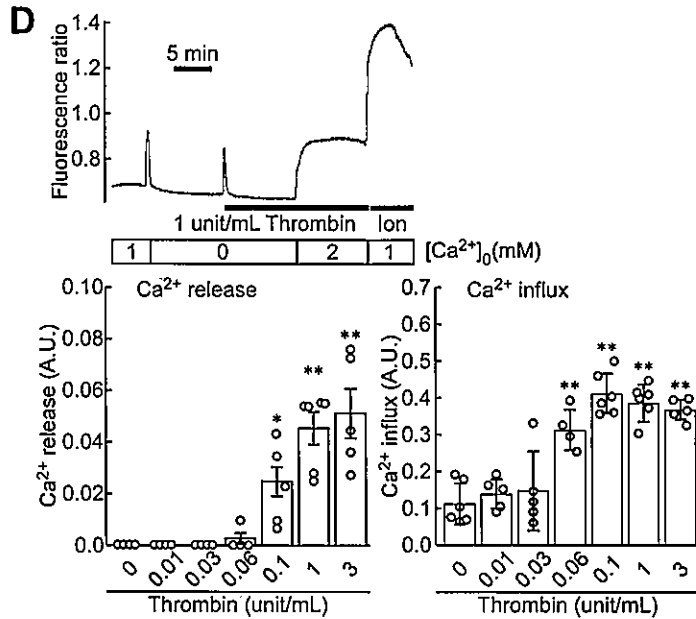 D
Fluorescence ratio
1.4
1.2
1.0
0.8
5 min
1 unit/mL Thrombin
Ion
1 0 2 1 [Ca²⁺]₀(mM)
Ca²⁺ release
Ca²⁺ release (A.U.)
0.10
0.08
0.06
0.04
0.02
0.0
* ** **
0 0.01 0.03 0.06 0.1 1 3
Thrombin (unit/mL)
Ca²⁺ influx
Ca²⁺ influx (A.U.)
0.7
0.6
0.5
0.4
0.3
0.2
0.1
0.0
** ** ** **
0 0.01 0.03 0.06 0.1 1 3
Thrombin (unit/mL)